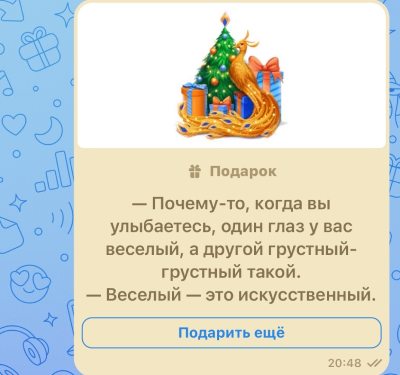 Подарок
— Почему-то, когда вы
улыбаетесь, один глаз у вас
веселый, а другой грустный-
грустный такой.
— Веселый — это искусственный.
Подарить ещё
20:48